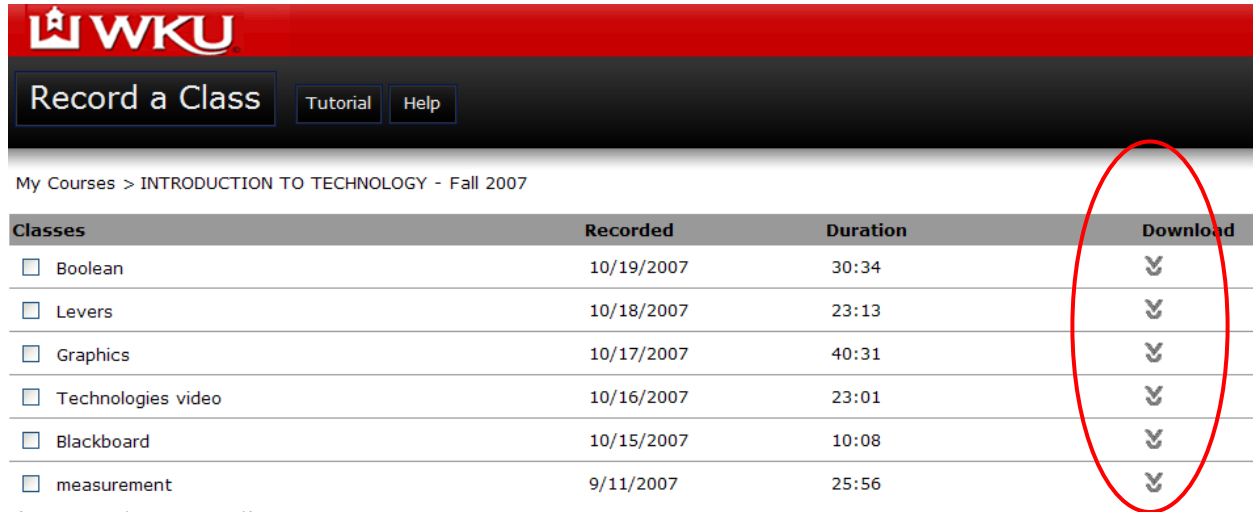 WKU
Record a Class Tutorial Help
My Courses > INTRODUCTION TO TECHNOLOGY - Fall 2007
Classes Recorded Duration Download
Boolean 10/19/2007 30:34
Levers 10/18/2007 23:13
Graphics 10/17/2007 40:31
Technologies video 10/16/2007 23:01
Blackboard 10/15/2007 10:08
measurement 9/11/2007 25:56